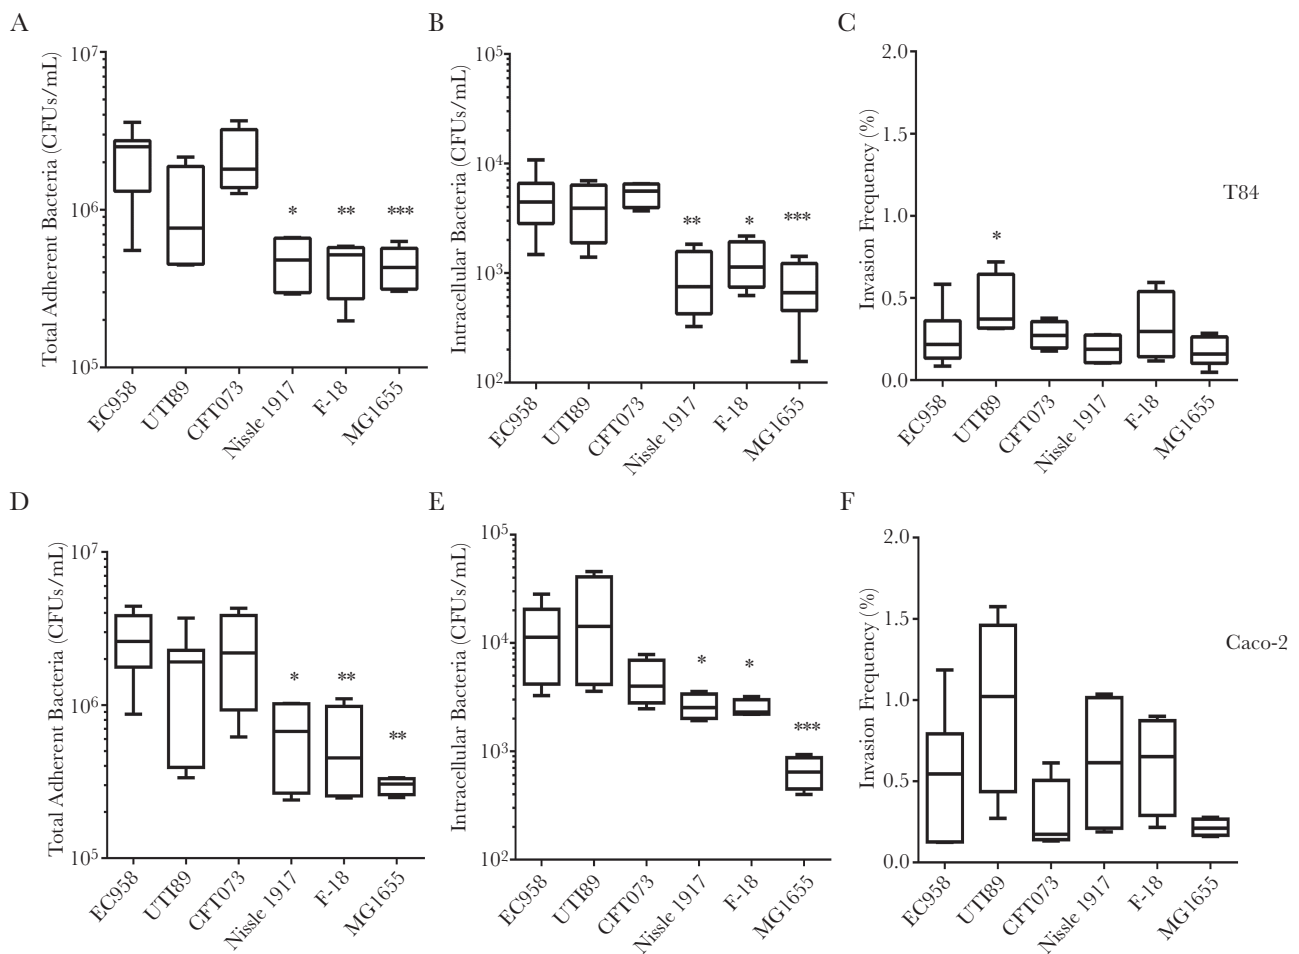 A
Total Adherent Bacteria (CFUs/mL)
10⁷
10⁶
10⁵
*
**
***
EC958
UTI89
CFT073
Nissle 1917
F-18
MG1655
B
Intracellular Bacteria (CFUs/mL)
10⁵
10⁴
10³
10²
**
*
***
EC958
UTI89
CFT073
Nissle 1917
F-18
MG1655
C
Invasion Frequency (%)
2.0
1.5
1.0
0.5
0.0
*
EC958
UTI89
CFT073
Nissle 1917
F-18
MG1655
T84
D
Total Adherent Bacteria (CFUs/mL)
10⁷
10⁶
10⁵
*
**
**
EC958
UTI89
CFT073
Nissle 1917
F-18
MG1655
E
Intracellular Bacteria (CFUs/mL)
10⁵
10⁴
10³
10²
*
*
***
EC958
UTI89
CFT073
Nissle 1917
F-18
MG1655
F
Invasion Frequency (%)
2.0
1.5
1.0
0.5
0.0
EC958
UTI89
CFT073
Nissle 1917
F-18
MG1655
Caco-2